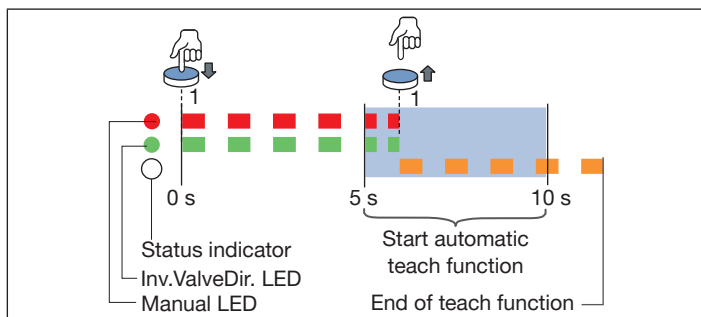 1
1
0 s
5 s
10 s
Status indicator
Inv.ValveDir. LED
Manual LED
Start automatic
teach function
End of teach function